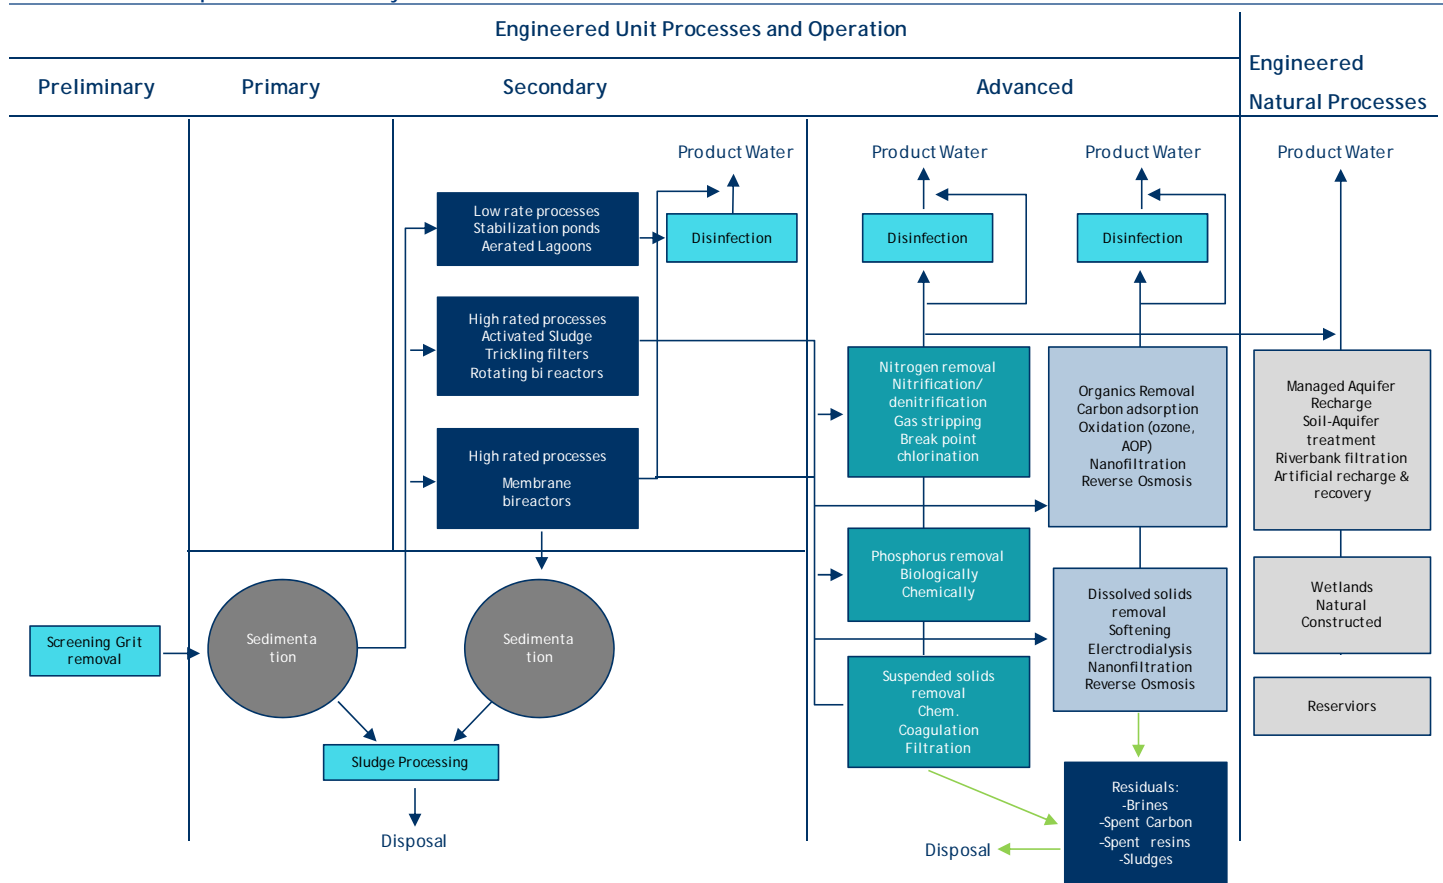 Engineered Unit Processes and Operation
Engineered
Natural Processes
Preliminary
Primary
Secondary
Advanced
Product Water
Product Water
Product Water
Product Water
Low rate processes
Stabilization ponds
Aerated Lagoons
Disinfection
Disinfection
Disinfection
High rated processes
Activated Sludge
Trickling filters
Rotating bi reactors
High rated processes
Membrane
bireactors
Nitrogen removal
Nitrification/
denitrification
Gas stripping
Break point
chlorination
Organics Removal
Carbon adsorption
Oxidation (ozone,
AOP)
Nanofiltration
Reverse Osmosis
Managed Aquifer
Recharge
Soil-Aquifer
treatment
Riverbank filtration
Artificial recharge &
recovery
Phosphorus removal
Biologically
Chemically
Dissolved solids
removal
Softening
Elerctrodialysis
Nanonfiltration
Reverse Osmosis
Wetlands
Natural
Constructed
Screening Grit
removal
Sedimenta
tion
Sedimenta
tion
Suspended solids
removal
Chem.
Coagulation
Filtration
Reserviors
Sludge Processing
Disposal
Residuals:
-Brines
-Spent Carbon
-Spent resins
-Sludges
Disposal